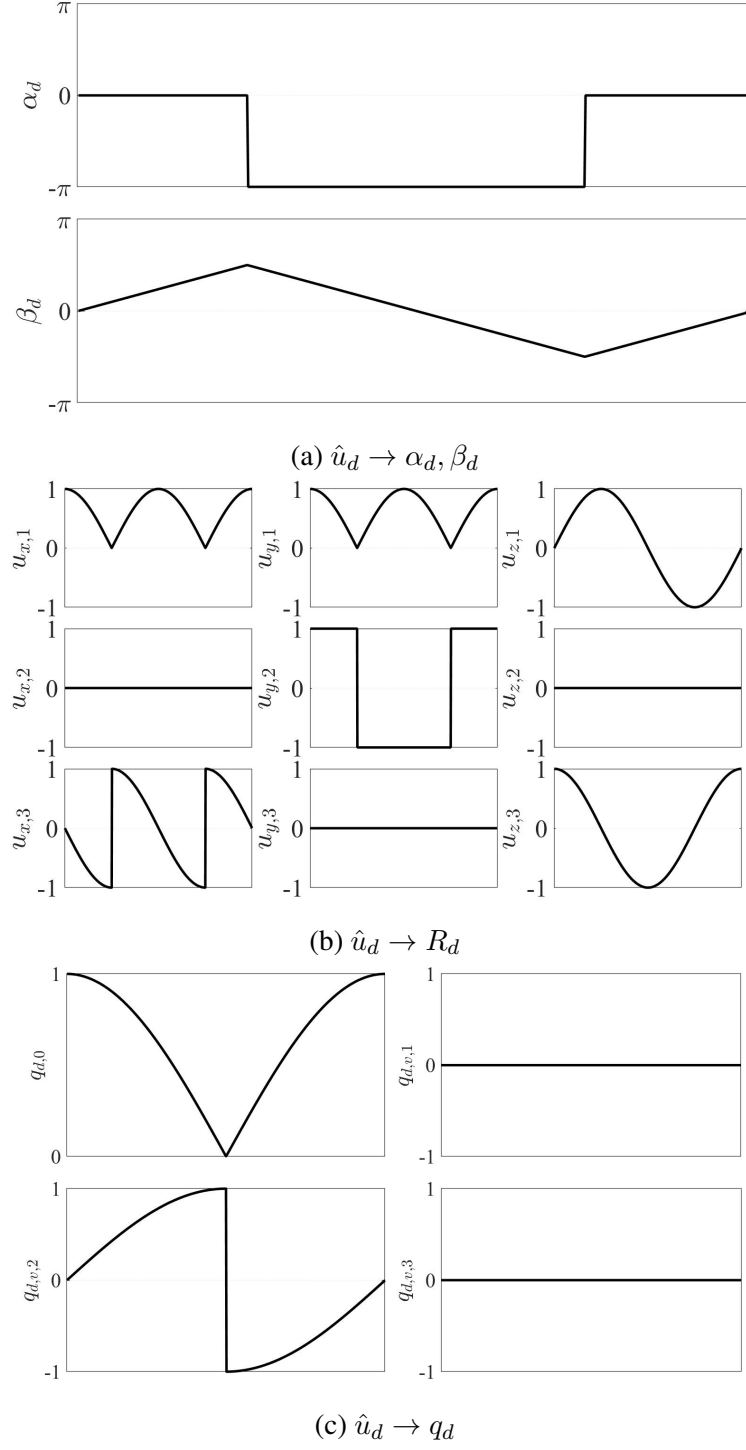 π
α_d
0
-π
π
β_d
0
-π
(a) û_d → α_d, β_d
1
u_{x,1}
0
-1
1
u_{y,1}
0
-1
1
u_{z,1}
0
-1
1
u_{x,2}
0
-1
1
u_{y,2}
0
-1
1
u_{z,2}
0
-1
1
u_{x,3}
0
-1
1
u_{y,3}
0
-1
1
u_{z,3}
0
-1
(b) û_d → R_d
1
q_{d,0}
0
1
q_{d,v,1}
0
-1
1
q_{d,v,2}
0
-1
1
q_{d,v,3}
0
-1
(c) û_d → q_d